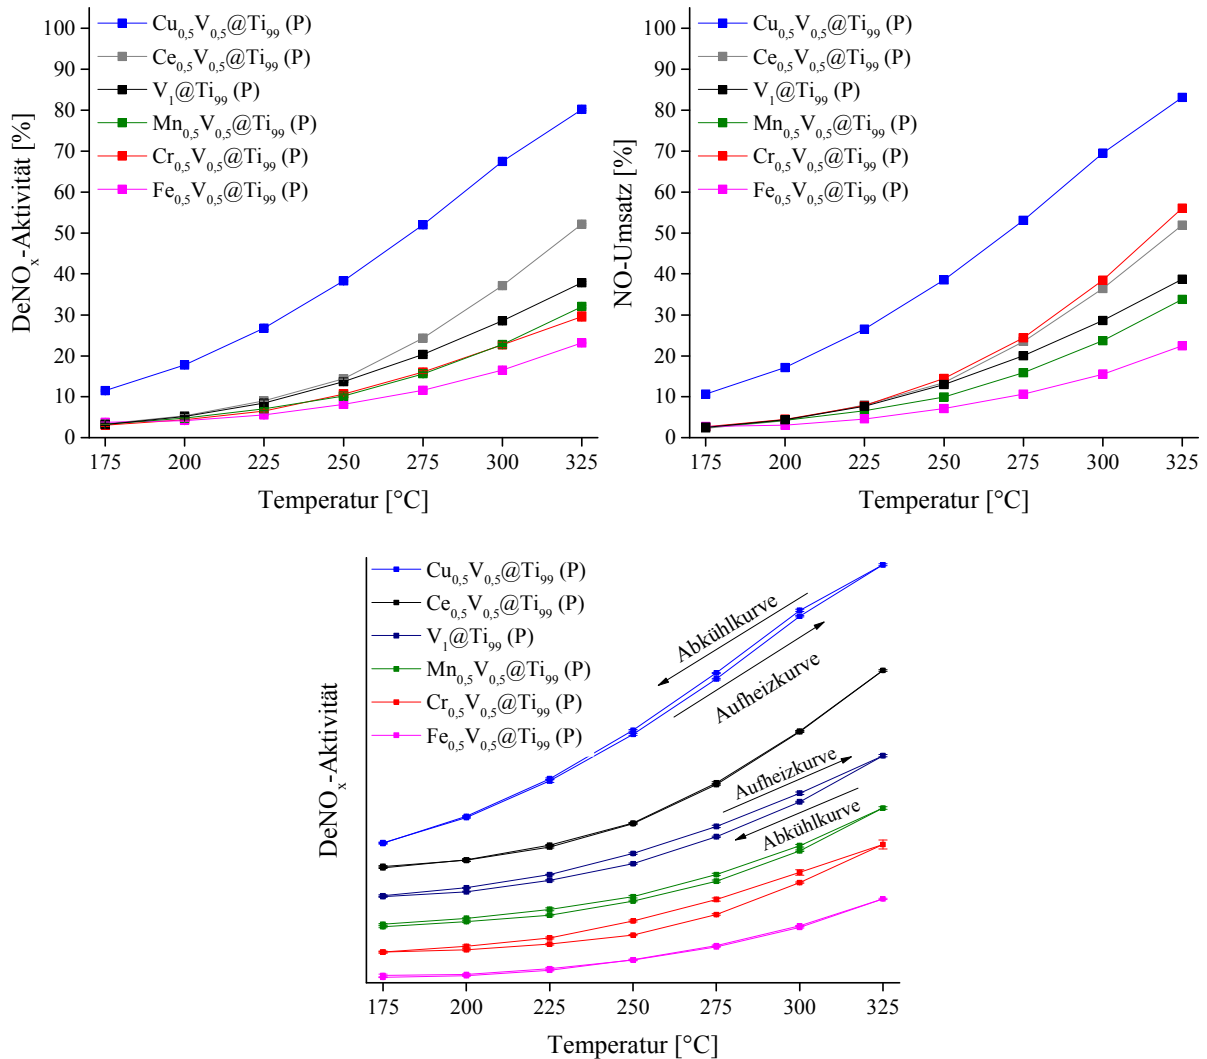 DeNOₓ-Aktivität [%]
100
90
80
70
60
50
40
30
20
10
0
Cu₀,₅V₀,₅@Ti₉₉ (P)
Ce₀,₅V₀,₅@Ti₉₉ (P)
V₁@Ti₉₉ (P)
Mn₀,₅V₀,₅@Ti₉₉ (P)
Cr₀,₅V₀,₅@Ti₉₉ (P)
Fe₀,₅V₀,₅@Ti₉₉ (P)
175 200 225 250 275 300 325
Temperatur [°C]
NO-Umsatz [%]
100
90
80
70
60
50
40
30
20
10
0
Cu₀,₅V₀,₅@Ti₉₉ (P)
Ce₀,₅V₀,₅@Ti₉₉ (P)
V₁@Ti₉₉ (P)
Mn₀,₅V₀,₅@Ti₉₉ (P)
Cr₀,₅V₀,₅@Ti₉₉ (P)
Fe₀,₅V₀,₅@Ti₉₉ (P)
175 200 225 250 275 300 325
Temperatur [°C]
DeNOₓ-Aktivität
Cu₀,₅V₀,₅@Ti₉₉ (P)
Ce₀,₅V₀,₅@Ti₉₉ (P)
V₁@Ti₉₉ (P)
Mn₀,₅V₀,₅@Ti₉₉ (P)
Cr₀,₅V₀,₅@Ti₉₉ (P)
Fe₀,₅V₀,₅@Ti₉₉ (P)
Abkühlkurve
Aufheizkurve
Aufheizkurve
Abkühlkurve
175 200 225 250 275 300 325
Temperatur [°C]